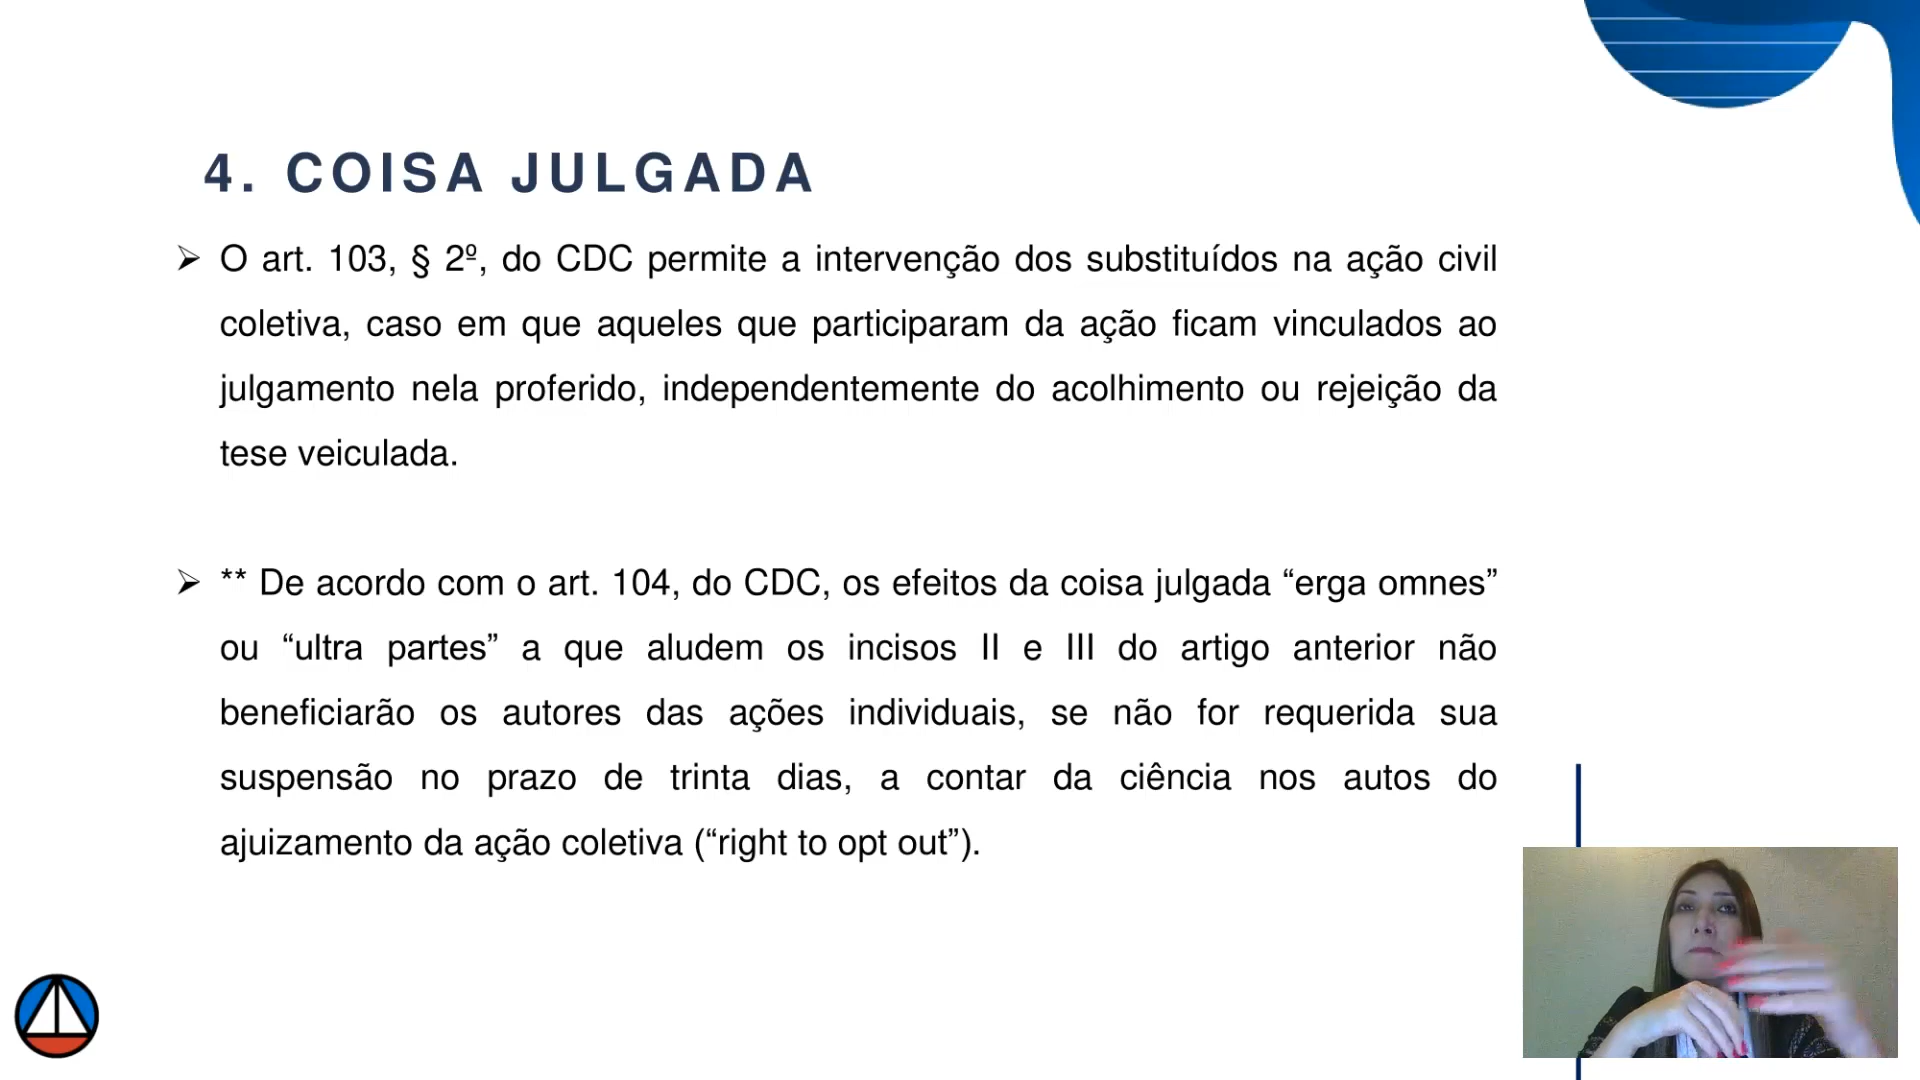 4. COISA JULGADA
➢ O art. 103, § 2º, do CDC permite a intervenção dos substituídos na ação civil
coletiva, caso em que aqueles que participaram da ação ficam vinculados ao
julgamento nela proferido, independentemente do acolhimento ou rejeição da
tese veiculada.
➢ ** De acordo com o art. 104, do CDC, os efeitos da coisa julgada “erga omnes”
ou “ultra partes” a que aludem os incisos II e III do artigo anterior não
beneficiarão os autores das ações individuais, se não for requerida sua
suspensão no prazo de trinta dias, a contar da ciência nos autos do
ajuizamento da ação coletiva (“right to opt out”).